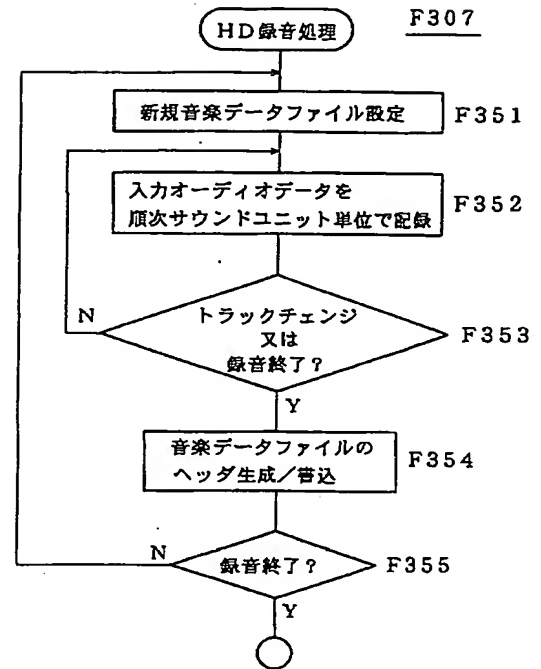 HD録音処理
F307
新規音楽データファイル設定
F351
入力オーディオデータを
順次サウンドユニット単位で記録
F352
N
トラックチェンジ
又は
録音終了?
F353
Y
音楽データファイルの
ヘッダ生成/書込
F354
N
録音終了?
F355
Y